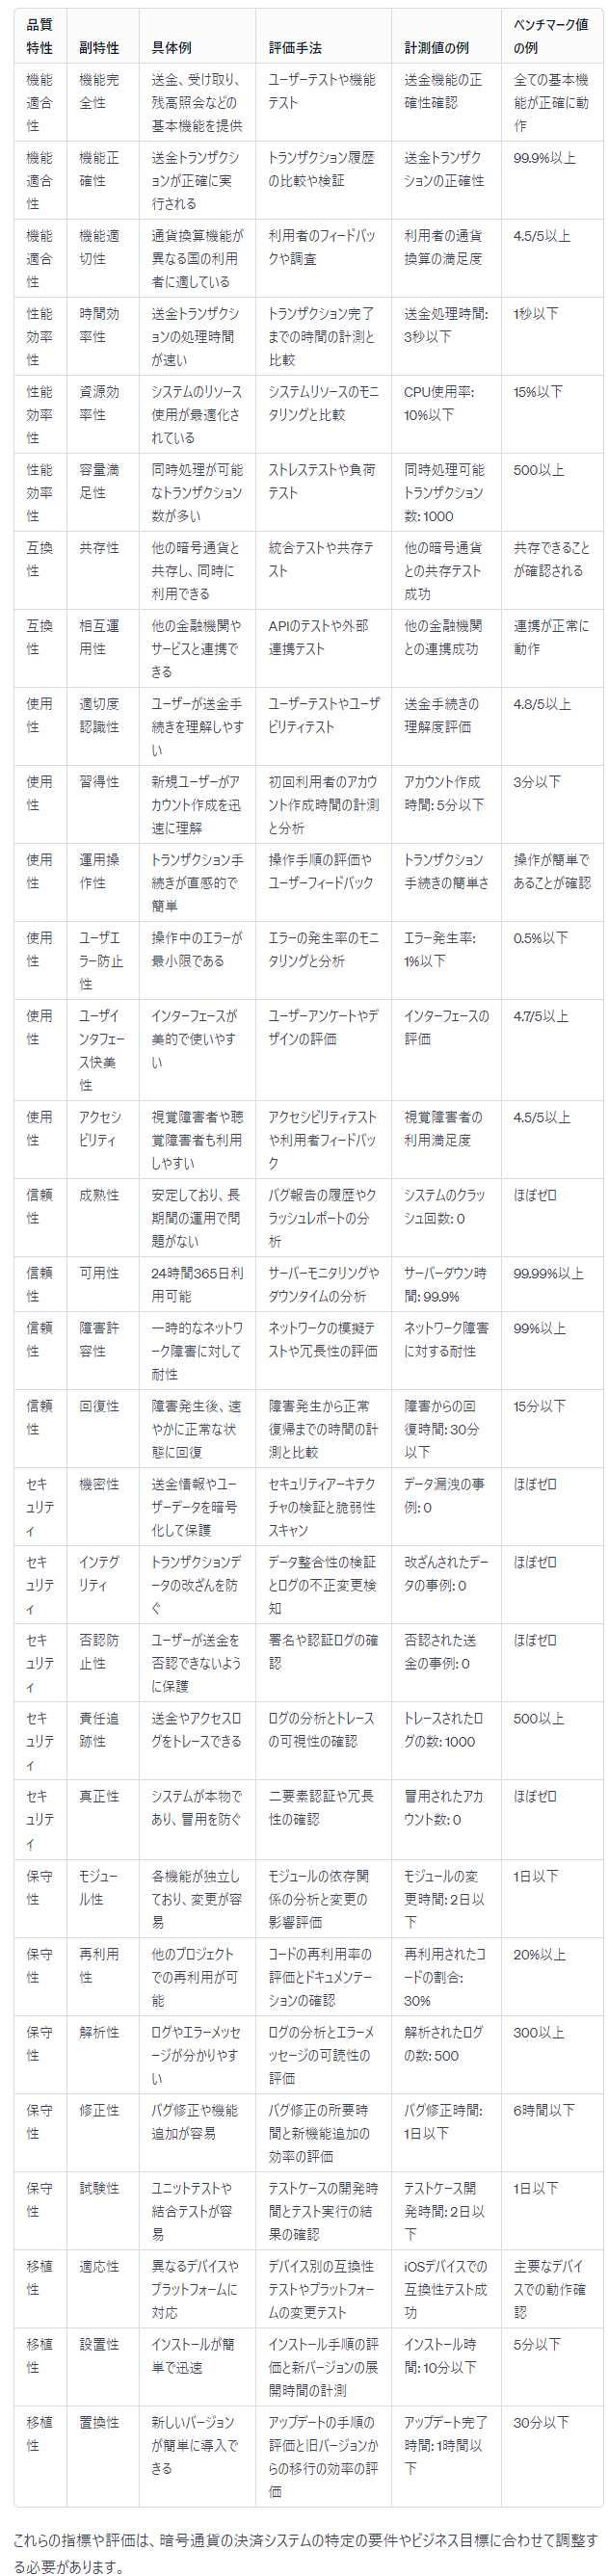 品質特性 副特性 具体例 評価手法 計測値の例 ベンチマーク値の例
機能適合性 機能完全性 送金、受け取り、残高照会などの基本機能を提供 ユーザーテストや機能テスト 送金機能の正確性確認 全ての基本機能が正確に動作
機能適合性 機能正確性 送金トランザクションが正確に実行される トランザクション履歴の比較や検証 送金トランザクションの正確性 99.9%以上
機能適合性 機能適切性 通貨換算機能が異なる国の利用者に適している 利用者のフィードバックや調査 利用者の通貨換算の満足度 4.5/5以上
性能効率性 時間効率性 送金トランザクションの処理時間が速い トランザクション完了までの時間の計測と比較 送金処理時間: 3秒以下 1秒以下
性能効率性 資源効率性 システムのリソース使用が最適化されている システムリソースのモニタリングと比較 CPU使用率: 10%以下 15%以下
性能効率性 容量満足性 同時処理が可能なトランザクション数が多い ストレステストや負荷テスト 同時処理可能トランザクション数: 1000 500以上
互換性 共存性 他の暗号通貨と共存し、同時に利用できる 統合テストや共存テスト 他の暗号通貨との共存テスト成功 共存できることが確認される
互換性 相互運用性 他の金融機関やサービスと連携できる APIのテストや外部連携テスト 他の金融機関との連携成功 連携が正常に動作
使用性 適切度認識性 ユーザーが送金手続きを理解しやすい ユーザーテストやユーザビリティテスト 送金手続きの理解度評価 4.8/5以上
使用性 習得性 新規ユーザーがアカウント作成を迅速に理解 初回利用者のアカウント作成時間の計測と分析 アカウント作成時間: 5分以下 3分以下
使用性 運用操作性 トランザクション手続きが直感的で簡単 操作手順の評価やユーザーフィードバック トランザクション手続きの簡単さ 操作が簡単であることが確認
使用性 ユーザエラー防止性 操作中のエラーが最小限である エラーの発生率のモニタリングと分析 エラー発生率: 1%以下 0.5%以下
使用性 ユーザインタフェース快美性 インターフェースが美的で使いやすい ユーザーアンケートやデザインの評価 インターフェースの評価 4.7/5以上
使用性 アクセシビリティ 視覚障害者や聴覚障害者も利用しやすい アクセシビリティテストや利用者フィードバック 視覚障害者の利用満足度 4.5/5以上
信頼性 成熟性 安定しており、長期間の運用で問題がない バグ報告の履歴やクラッシュレポートの分析 システムのクラッシュ回数: 0 ほぼゼロ
信頼性 可用性 24時間365日利用可能 サーバーモニタリングやダウンタイムの分析 サーバーダウン時間: 99.9% 99.99%以上
信頼性 障害許容性 一時的なネットワーク障害に対して耐性 ネットワークの模擬テストや冗長性の評価 ネットワーク障害に対する耐性 99%以上
信頼性 回復性 障害発生後、速やかに正常な状態に回復 障害発生から正常復帰までの時間の計測と比較 障害からの回復時間: 30分以下 15分以下
セキュリティ 機密性 送金情報やユーザーデータを暗号化して保護 セキュリティアーキテクチャの検証と脆弱性スキャン データ漏洩の事例: 0 ほぼゼロ
セキュリティ インテグリティ トランザクションデータの改ざんを防ぐ データ整合性の検証とログの不正変更検知 改ざんされたデータの事例: 0 ほぼゼロ
セキュリティ 否認防止性 ユーザーが送金を否認できないように保護 署名や認証ログの確認 否認された送金の事例: 0 ほぼゼロ
セキュリティ 責任追跡性 送金やアクセスログをトレースできる ログの分析とトレースの可視性の確認 トレースされたログの数: 1000 500以上
セキュリティ 真正性 システムが本物であり、冒用を防ぐ 二要素認証や冗長性の確認 冒用されたアカウント数: 0 ほぼゼロ
保守性 モジュール性 各機能が独立しており、変更が容易 モジュールの依存関係の分析と変更の影響評価 モジュールの変更時間: 2日以下 1日以下
保守性 再利用性 他のプロジェクトでの再利用が可能 コードの再利用率の評価とドキュメンテーションの確認 再利用されたコードの割合: 30% 20%以上
保守性 解析性 ログやエラーメッセージが分かりやすい ログの分析とエラーメッセージの可読性の評価 解析されたログの数: 500 300以上
保守性 修正性 バグ修正や機能追加が容易 バグ修正の所要時間と新機能追加の効率の評価 バグ修正時間: 1日以下 6時間以下
保守性 試験性 ユニットテストや結合テストが容易 テストケースの開発時間とテスト実行の結果の確認 テストケース開発時間: 2日以下 1日以下
移植性 適応性 異なるデバイスやプラットフォームに対応 デバイス別の互換性テストやプラットフォームの変更テスト iOSデバイスでの互換性テスト成功 主要なデバイスでの動作確認
移植性 設置性 インストールが簡単で迅速 インストール手順の評価と新バージョンの展開時間の計測 インストール時間: 10分以下 5分以下
移植性 置換性 新しいバージョンが簡単に導入できる アップデートの手順の評価と旧バージョンからの移行の効率の評価 アップデート完了時間: 1時間以下 30分以下
これらの指標や評価は、暗号通貨の決済システムの特定の要件やビジネス目標に合わせて調整す
る必要があります。